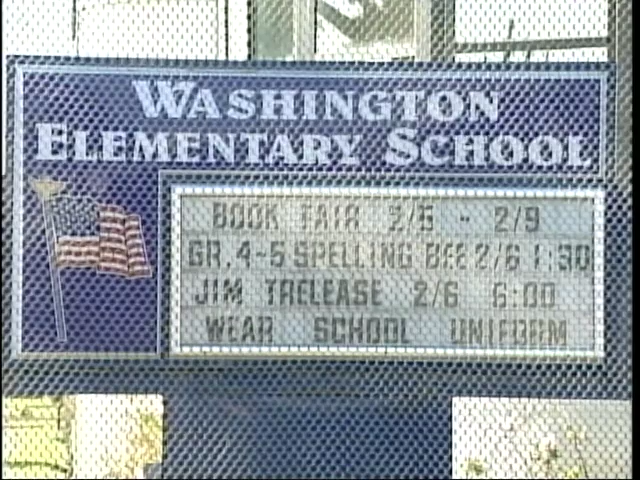 WASHINGTON
ELEMENTARY SCHOOL
BOOK FAIR 2/5 - 2/9
GR. 4-5 SPELLING BEE 2/6 1:30
JIM TRELEASE 2/6 6:00
WEAR SCHOOL UNIFORM